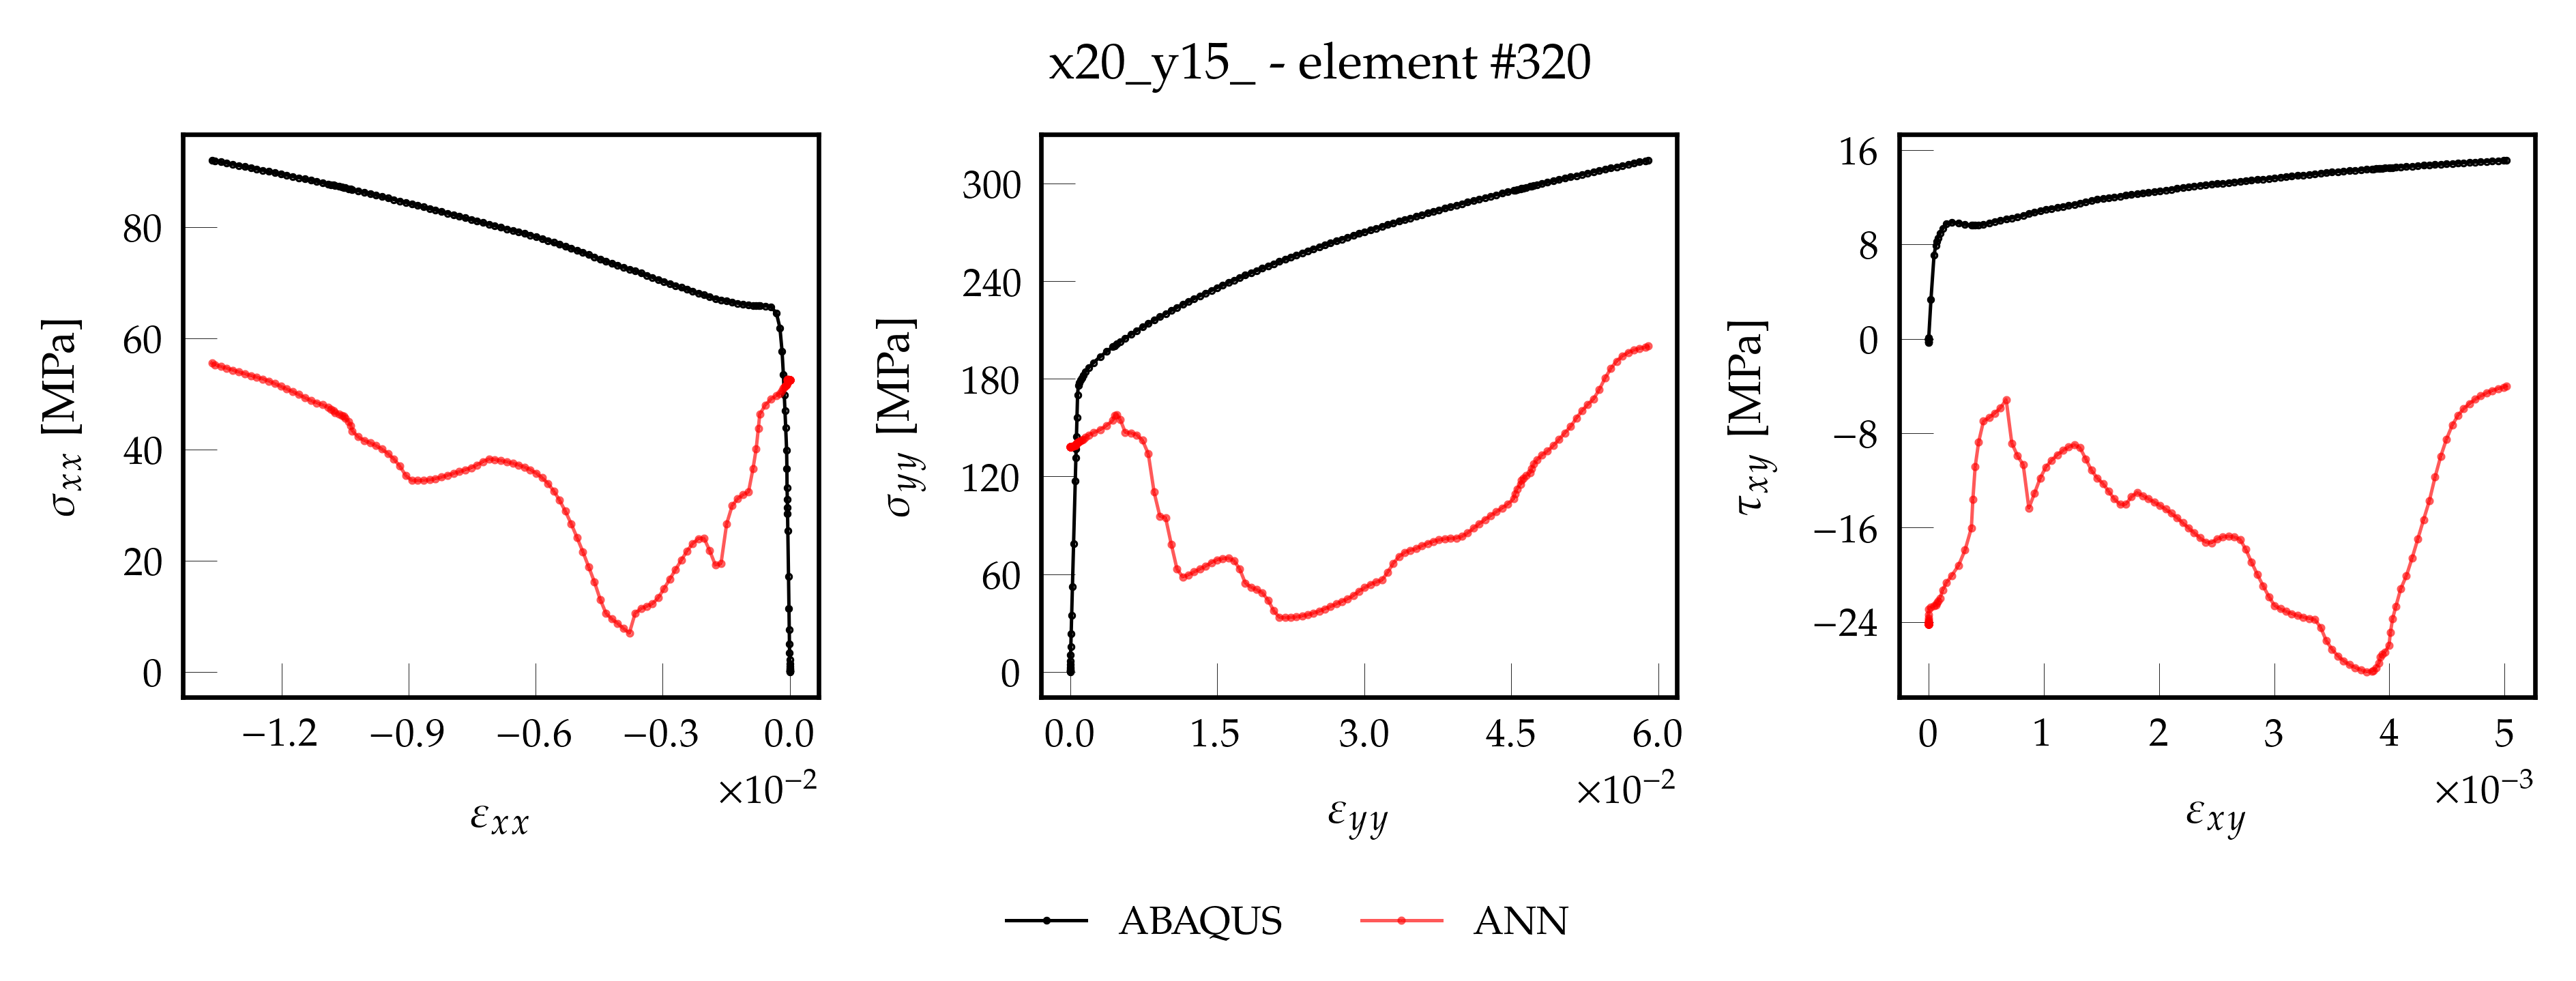 x20_y15_ - element #320
σxx [MPa]
80
60
40
20
0
−1.2 −0.9 −0.6 −0.3 0.0
×10−2
εxx
σyy [MPa]
300
240
180
120
60
0
0.0 1.5 3.0 4.5 6.0
×10−2
εyy
τxy [MPa]
16
8
0
−8
−16
−24
0 1 2 3 4 5
×10−3
εxy
ABAQUS ANN